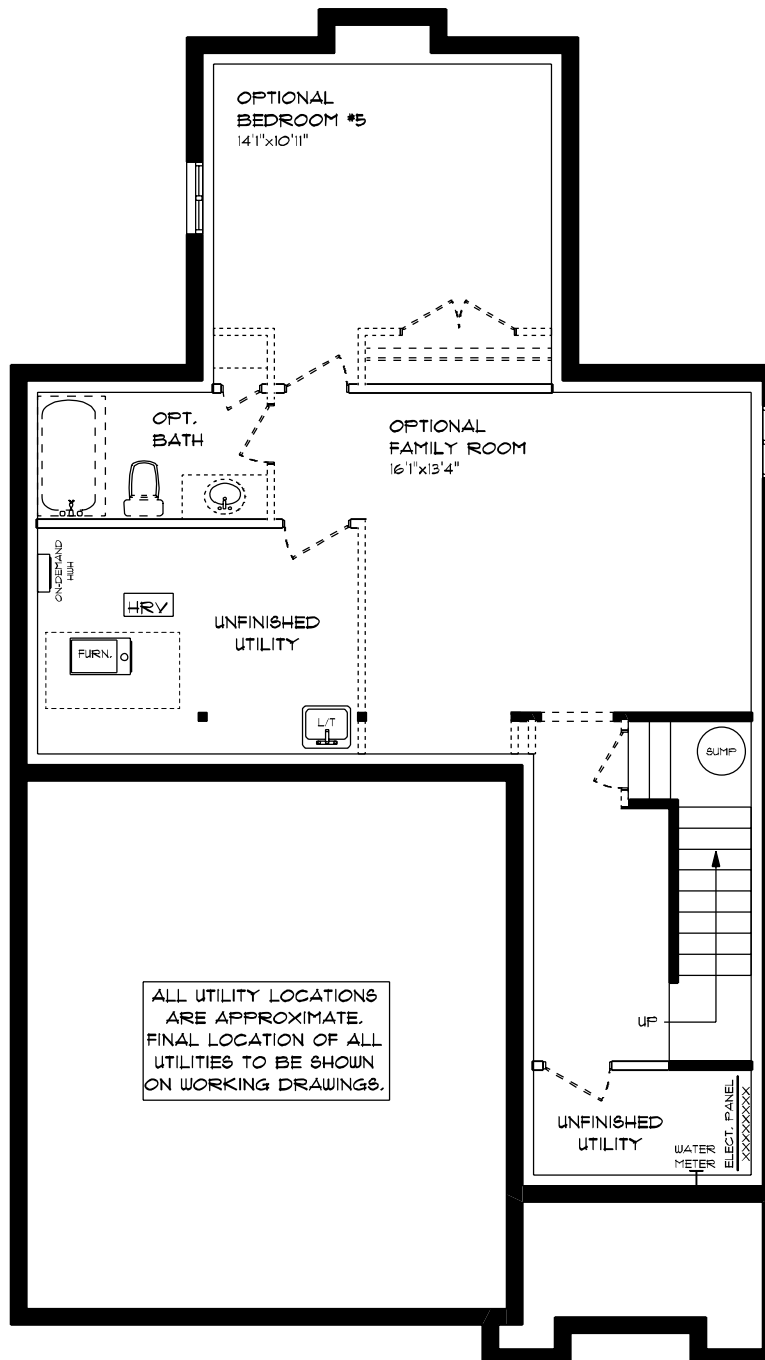 OPTIONAL
BEDROOM #5
14'1"x10'11"
OPT.
BATH
OPTIONAL
FAMILY ROOM
16'1"x13'4"
ON-DEMAND
HWH
HRV
UNFINISHED
UTILITY
FURN.
L/T
SUMP
ALL UTILITY LOCATIONS
ARE APPROXIMATE.
FINAL LOCATION OF ALL
UTILITIES TO BE SHOWN
ON WORKING DRAWINGS.
UP
UNFINISHED
UTILITY
WATER
METER
ELECT. PANEL
XXXXXXXXX